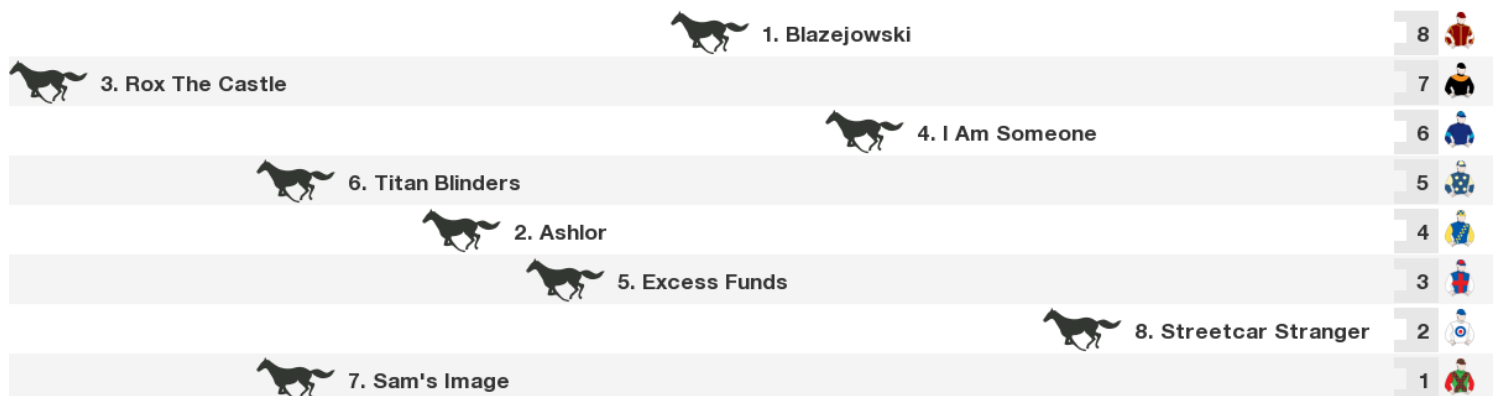 1. Blazejowski 8
3. Rox The Castle 7
4. I Am Someone 6
6. Titan Blinders 5
2. Ashlor 4
5. Excess Funds 3
8. Streetcar Stranger 2
7. Sam's Image 1